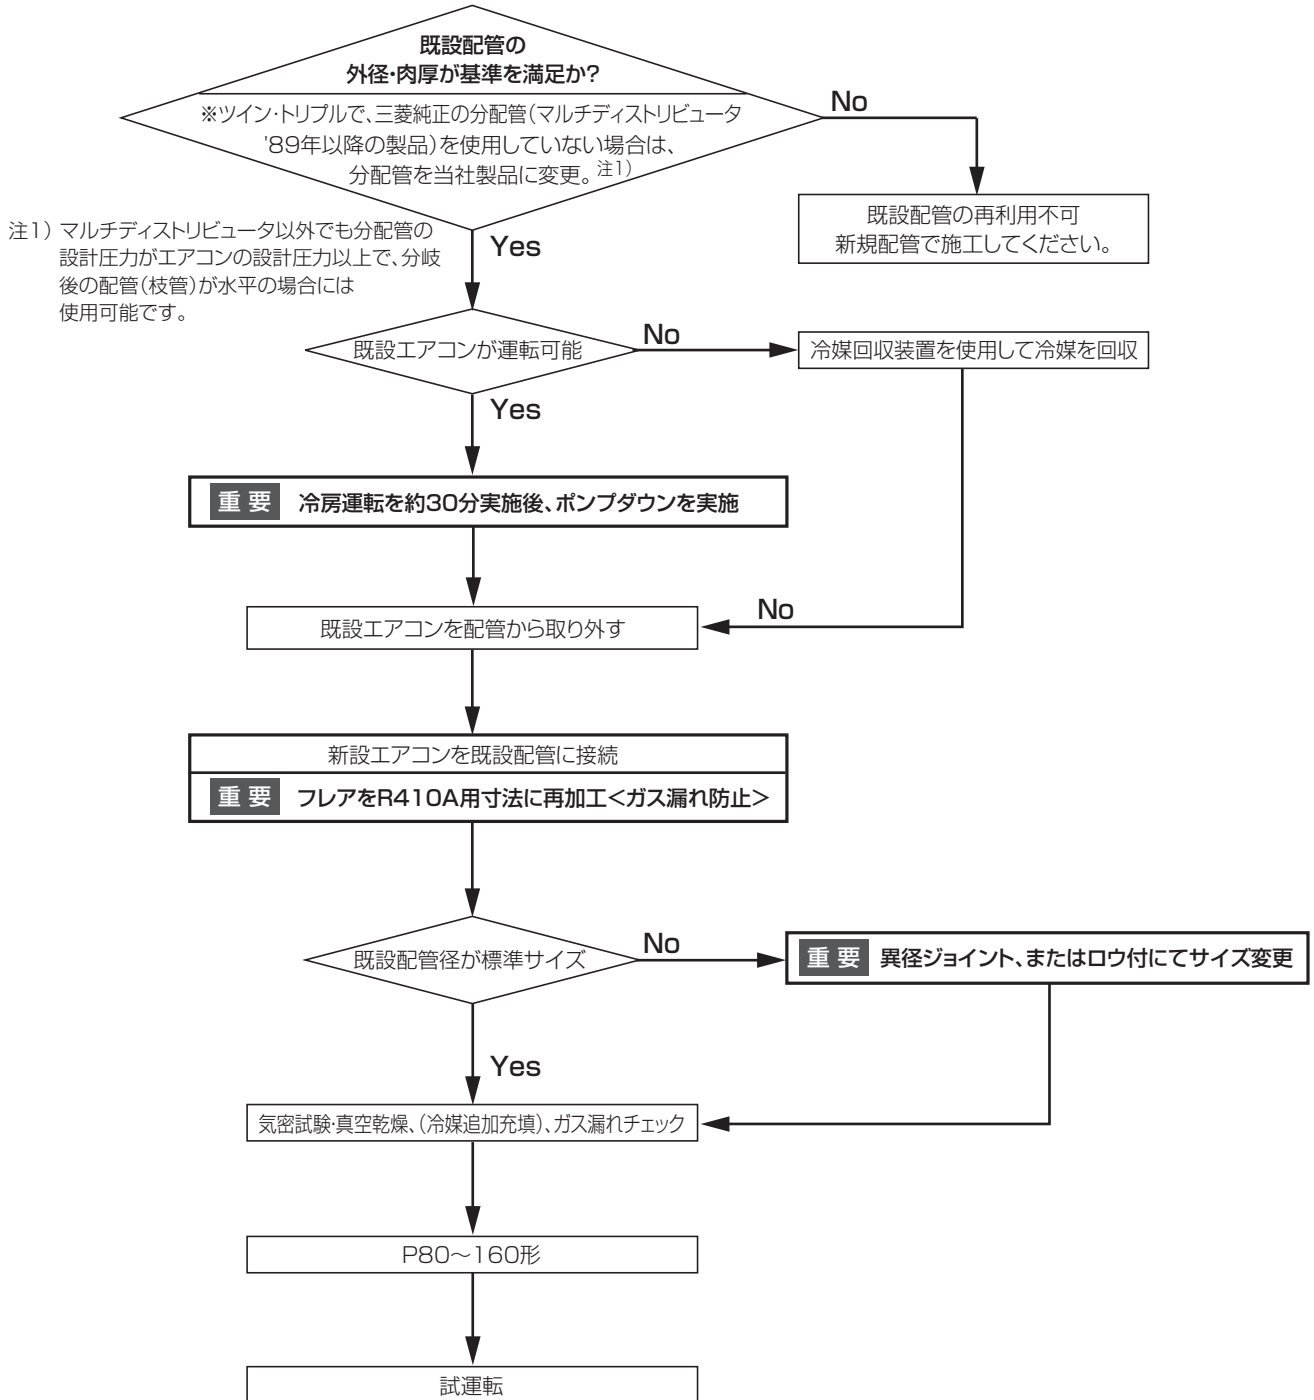 既設配管の
外径・肉厚が基準を満足か?
※ツイン・トリプルで、三菱純正の分配管(マルチディストリビュータ
'89年以降の製品)を使用していない場合は、
分配管を当社製品に変更。注1)
No
既設配管の再利用不可
新規配管で施工してください。
注1) マルチディストリビュータ以外でも分配管の
設計圧力がエアコンの設計圧力以上で、分岐
後の配管(枝管)が水平の場合には
使用可能です。
Yes
既設エアコンが運転可能
No
冷媒回収装置を使用して冷媒を回収
Yes
重要 冷房運転を約30分実施後、ポンプダウンを実施
No
既設エアコンを配管から取り外す
新設エアコンを既設配管に接続
重要 フレアをR410A用寸法に再加工<ガス漏れ防止>
既設配管径が標準サイズ
No
重要 異径ジョイント、またはロウ付にてサイズ変更
Yes
気密試験・真空乾燥、(冷媒追加充填)、ガス漏れチェック
P80～160形
試運転